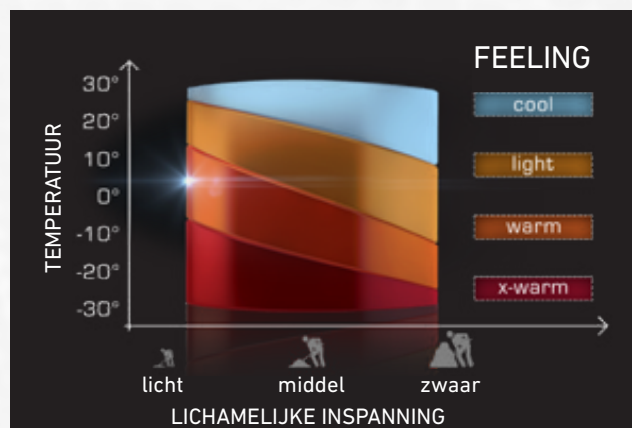 FEELING
cool
light
warm
x-warm
TEMPERATUUR
30°
20°
10°
0°
-10°
-20°
-30°
licht
middel
zwaar
LICHAMELIJKE INSPANNING